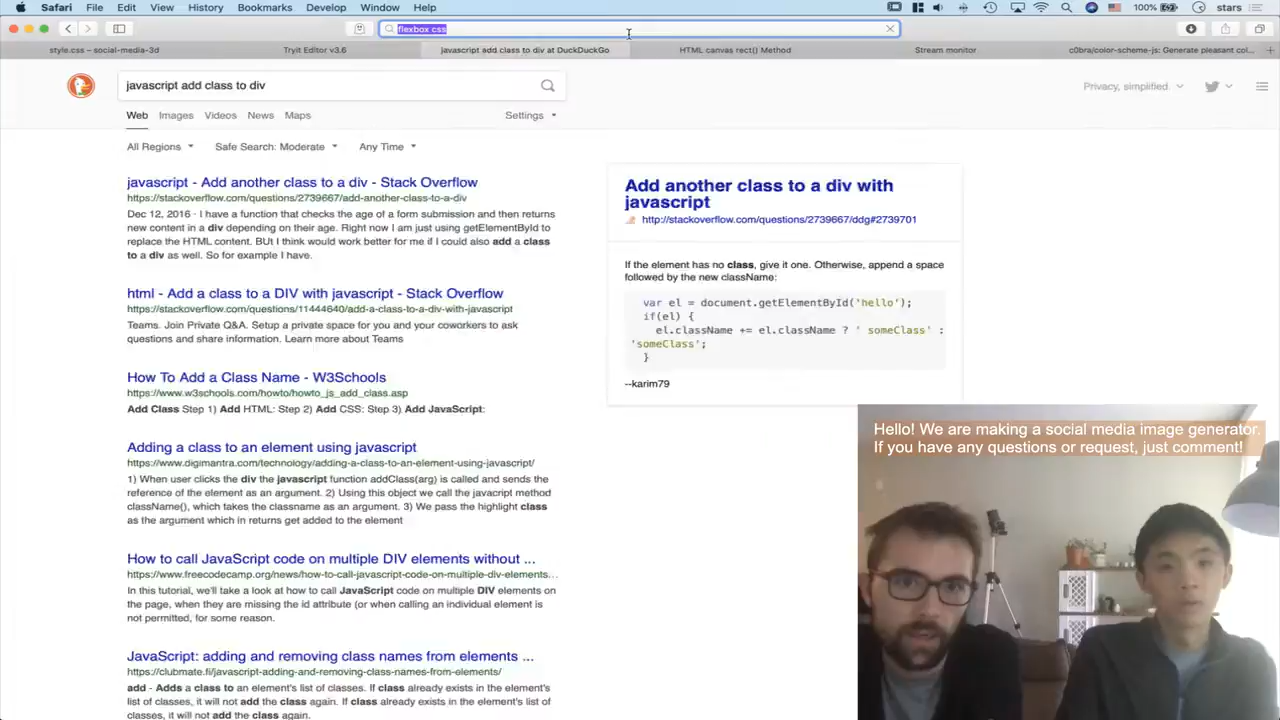 Safari File Edit View History Bookmarks Develop Window Help 100% stars
flexbox css
style.css – social-media-3d Tryit Editor v3.6 javascript add class to div at DuckDuckGo HTML canvas rect() Method Stream monitor c0bra/color-scheme-js: Generate pleasant col...
javascript add class to div
Privacy, simplified.
Web Images Videos News Maps Settings
All Regions Safe Search: Moderate Any Time
javascript - Add another class to a div - Stack Overflow
https://stackoverflow.com/questions/2739667/add-another-class-to-a-div
Dec 12, 2016 · I have a function that checks the age of a form submission and then returns
new content in a div depending on their age. Right now I am just using getElementById to
replace the HTML content. BUt I think would work better for me if I could also add a class
to a div as well. So for example I have.
html - Add a class to a DIV with javascript - Stack Overflow
https://stackoverflow.com/questions/11444640/add-a-class-to-a-div-with-javascript
Teams. Join Private Q&A. Setup a private space for you and your coworkers to ask
questions and share information. Learn more about Teams
How To Add a Class Name - W3Schools
https://www.w3schools.com/howto/howto_js_add_class.asp
Add Class Step 1) Add HTML: Step 2) Add CSS: Step 3) Add JavaScript:
Adding a class to an element using javascript
https://www.digimantra.com/technology/adding-a-class-to-an-element-using-javascript/
1) When user clicks the div the javascript function addClass(arg) is called and sends the
reference of the element as an argument. 2) Using this object we call the javacript method
className(), which takes the classname as an argument. 3) We pass the highlight class
as the argument which in returns get added to the element
How to call JavaScript code on multiple DIV elements without ...
https://www.freecodecamp.org/news/how-to-call-javascript-code-on-multiple-div-elements...
In this tutorial, we'll take a look at how to call JavaScript code on multiple DIV elements on
the page, when they are missing the id attribute (or when calling an individual element is
not permitted, for some reason.
JavaScript: adding and removing class names from elements ...
https://clubmate.fi/javascript-adding-and-removing-class-names-from-elements/
add - Adds a class to an element's list of classes. If class already exists in the element's
list of classes, it will not add the class again. If class already exists in the element's list of
classes, it will not add the class again.
Add another class to a div with
javascript
http://stackoverflow.com/questions/2739667/ddg#2739701
If the element has no class, give it one. Otherwise, append a space
followed by the new className:
var el = document.getElementById('hello');
if(el) {
el.className += el.className ? ' someClass' :
'someClass';
}
--karim79
Hello! We are making a social media image generator.
If you have any questions or request, just comment!